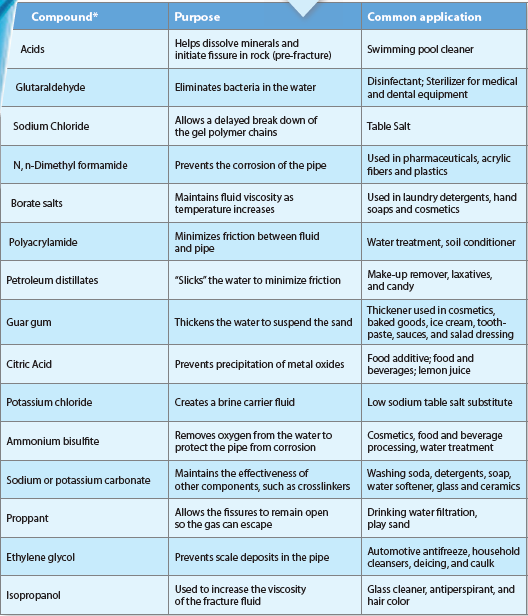 Compound* Purpose Common application
Acids
Helps dissolve minerals and
initiate fissure in rock (pre-fracture)
Swimming pool cleaner
Glutaraldehyde
Eliminates bacteria in the water
Disinfectant; Sterilizer for medical
and dental equipment
Sodium Chloride
Allows a delayed break down of
the gel polymer chains
Table Salt
N, n-Dimethyl formamide
Prevents the corrosion of the pipe
Used in pharmaceuticals, acrylic
fibers and plastics
Borate salts
Maintains fluid viscosity as
temperature increases
Used in laundry detergents, hand
soaps and cosmetics
Polyacrylamide
Minimizes friction between fluid
and pipe
Water treatment, soil conditioner
Petroleum distillates
“Slicks” the water to minimize friction
Make-up remover, laxatives,
and candy
Guar gum
Thickens the water to suspend the sand
Thickener used in cosmetics,
baked goods, ice cream, tooth-
paste, sauces, and salad dressing
Citric Acid
Prevents precipitation of metal oxides
Food additive; food and
beverages; lemon juice
Potassium chloride
Creates a brine carrier fluid
Low sodium table salt substitute
Ammonium bisulfite
Removes oxygen from the water to
protect the pipe from corrosion
Cosmetics, food and beverage
processing, water treatment
Sodium or potassium carbonate
Maintains the effectiveness of
other components, such as crosslinkers
Washing soda, detergents, soap,
water softener, glass and ceramics
Proppant
Allows the fissures to remain open
so the gas can escape
Drinking water filtration,
play sand
Ethylene glycol
Prevents scale deposits in the pipe
Automotive antifreeze, household
cleansers, deicing, and caulk
Isopropanol
Used to increase the viscosity
of the fracture fluid
Glass cleaner, antiperspirant, and
hair color